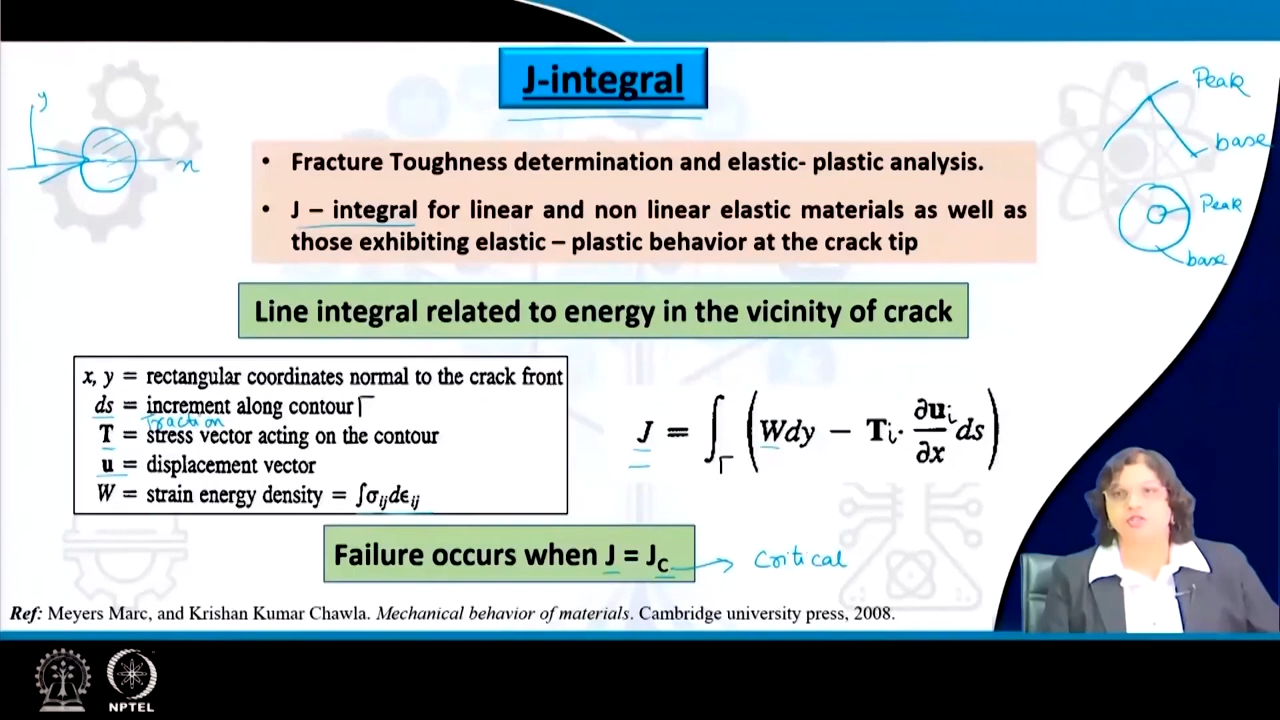 J-integral
y
x
Peak
base
Peak
base
• Fracture Toughness determination and elastic- plastic analysis.
• J – integral for linear and non linear elastic materials as well as
those exhibiting elastic – plastic behavior at the crack tip
Line integral related to energy in the vicinity of crack
x, y = rectangular coordinates normal to the crack front
ds = increment along contour Γ
Traction
T = stress vector acting on the contour
u = displacement vector
W = strain energy density = ∫σijdϵij
J = ∫Γ (Wdy − Ti· ∂ui/∂x ds)
Failure occurs when J = JC → Critical
Ref: Meyers Marc, and Krishan Kumar Chawla. Mechanical behavior of materials. Cambridge university press, 2008.
NPTEL